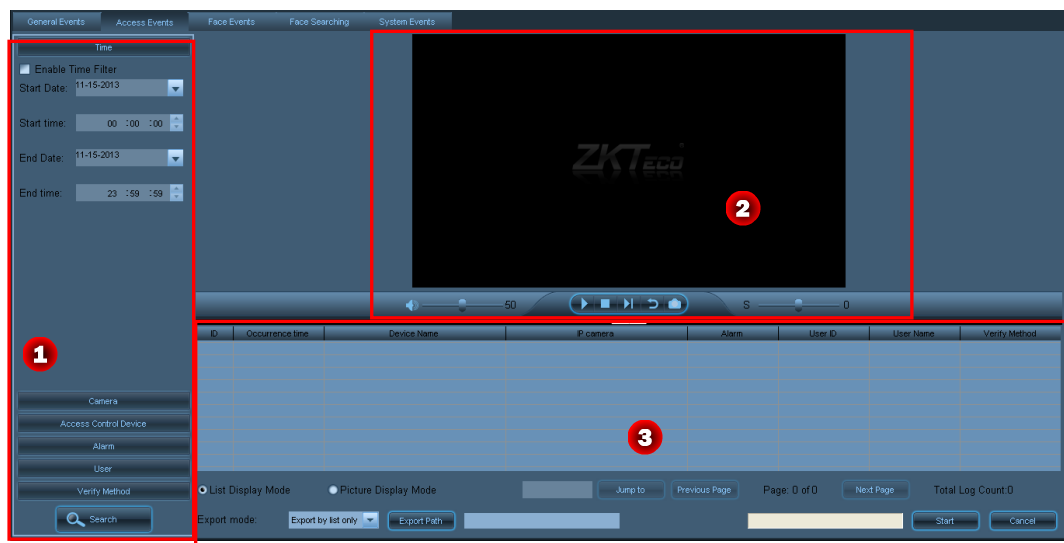 General Events Access Events Face Events Face Searching System Events
Time
Enable Time Filter
Start Date: 11-15-2013
Start time: 00 :00 :00
End Date: 11-15-2013
End time: 23 :59 :59
1
Camera
Access Control Device
Alarm
User
Verify Method
Search
ZKTeco
2
50
S 0
ID Occurrence time Device Name IP camera Alarm User ID User Name Verify Method
3
List Display Mode Picture Display Mode Jump to Previous Page Page: 0 of 0 Next Page Total Log Count:0
Export mode: Export by list only Export Path Start Cancel